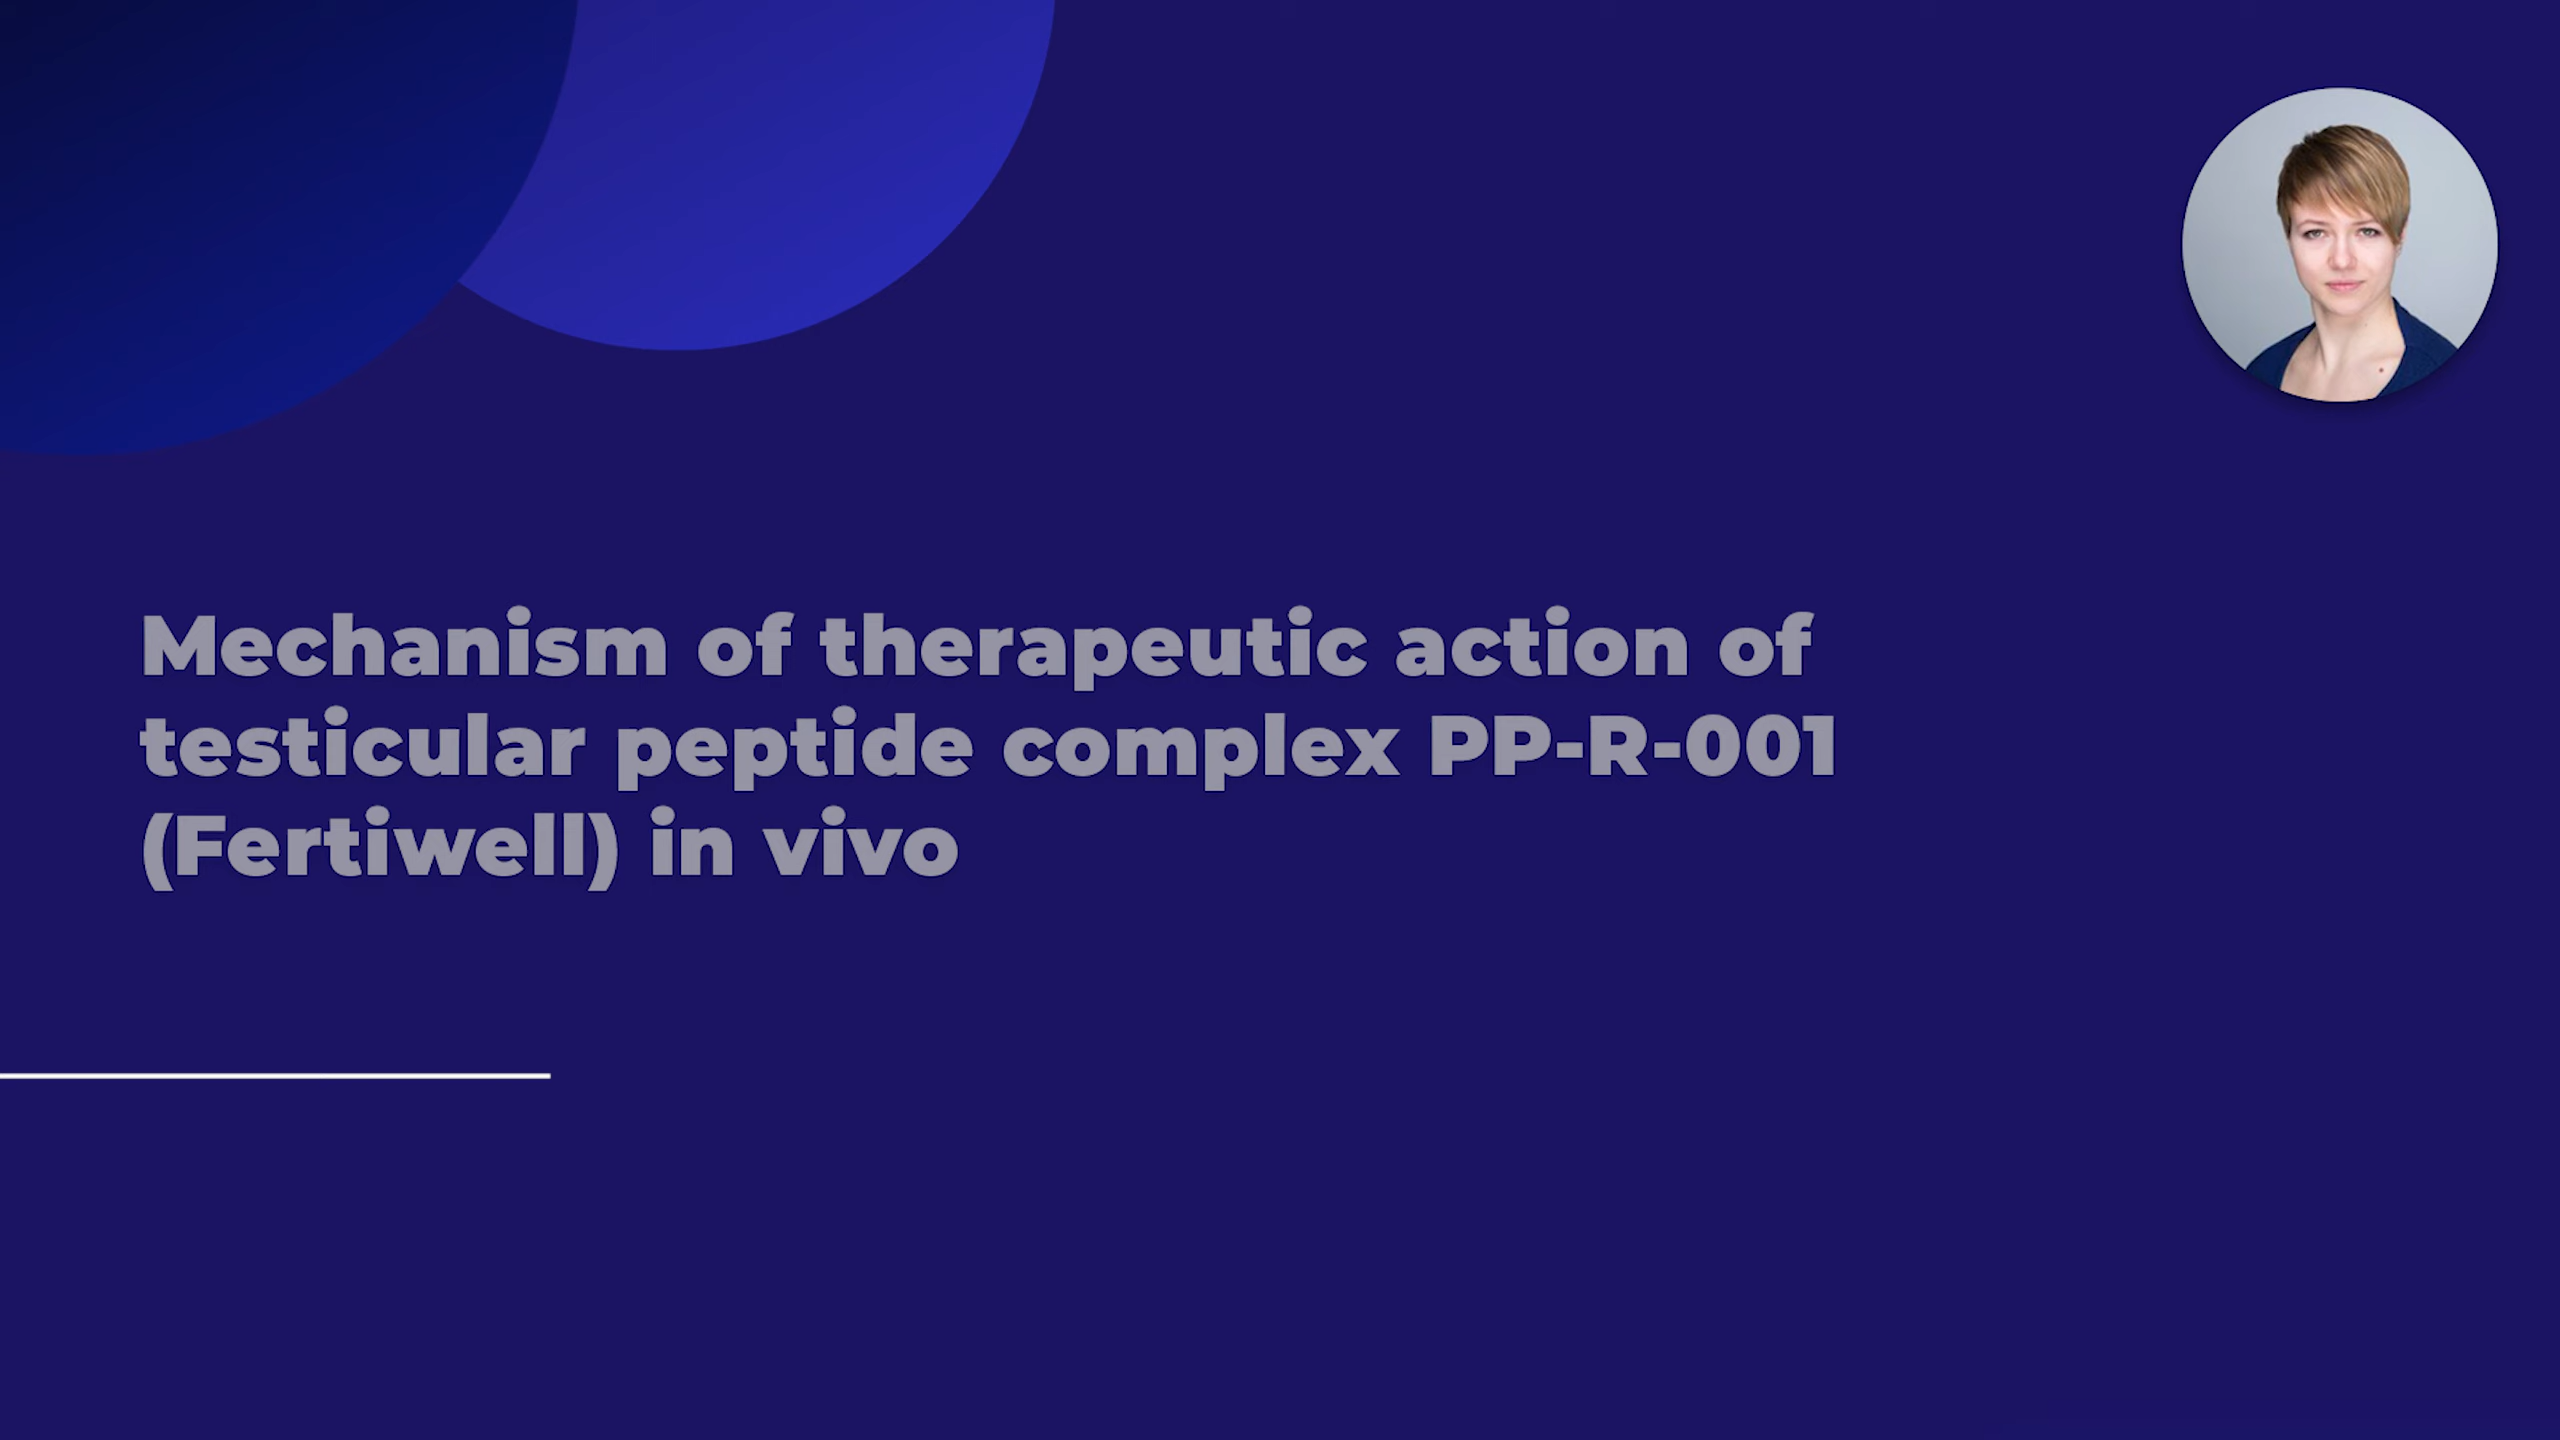 Mechanism of therapeutic action of
testicular peptide complex PP-R-001
(Fertiwell) in vivo